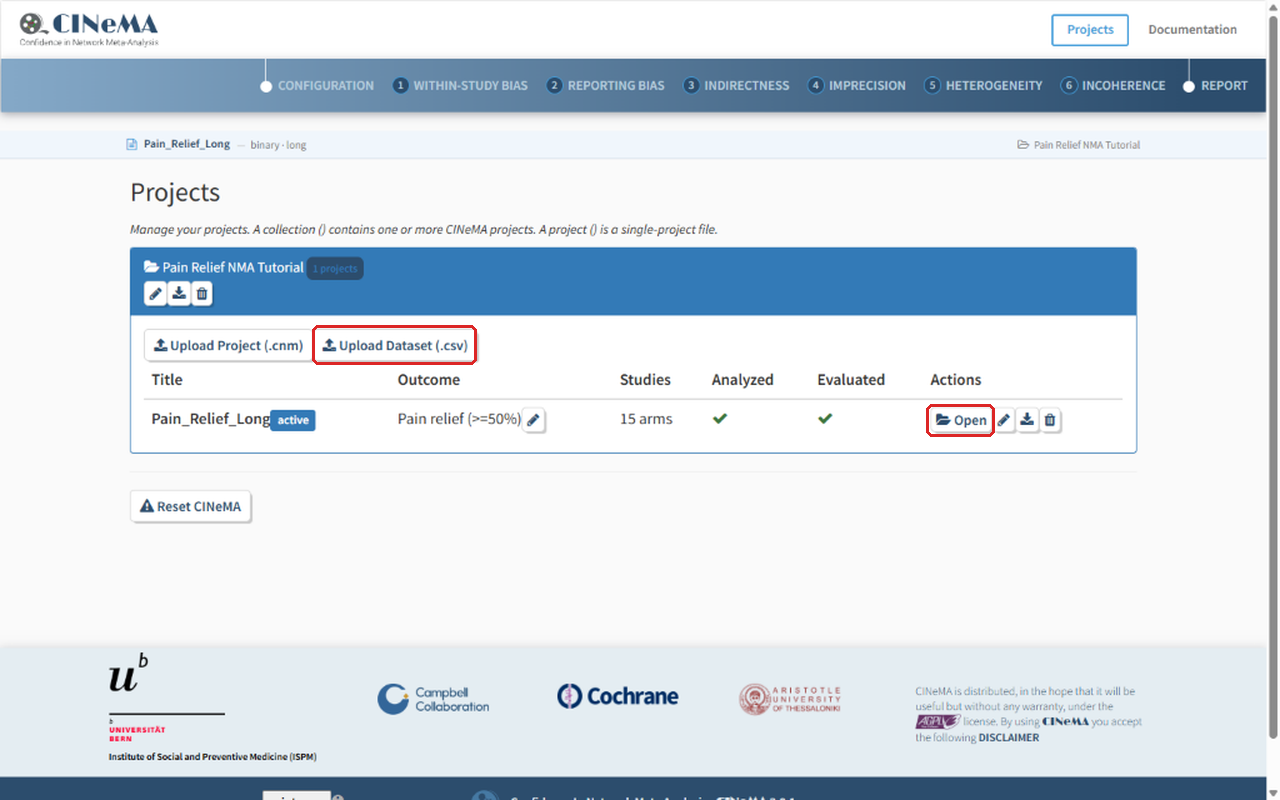 CINeMA
Confidence in Network Meta-Analysis
Projects Documentation
CONFIGURATION 1 WITHIN-STUDY BIAS 2 REPORTING BIAS 3 INDIRECTNESS 4 IMPRECISION 5 HETEROGENEITY 6 INCOHERENCE REPORT
Pain_Relief_Long — binary · long Pain Relief NMA Tutorial
Projects
Manage your projects. A collection () contains one or more CINeMA projects. A project () is a single-project file.
Pain Relief NMA Tutorial 1 projects
Upload Project (.cnm) Upload Dataset (.csv)
Title Outcome Studies Analyzed Evaluated Actions
Pain_Relief_Long active Pain relief (>=50%) 15 arms Open
Reset CINeMA
u b
b
UNIVERSITÄT
BERN
Institute of Social and Preventive Medicine (ISPM)
Campbell
Collaboration
Cochrane
ARISTOTLE
UNIVERSITY
OF THESSALONIKI
CINeMA is distributed, in the hope that it will be
useful but without any warranty, under the
AGPLv3 license. By using CINeMA you accept
the following DISCLAIMER